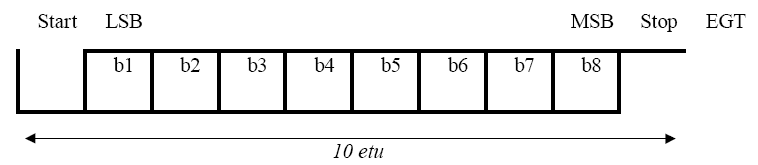 Start LSB MSB Stop EGT
b1 b2 b3 b4 b5 b6 b7 b8
10 etu